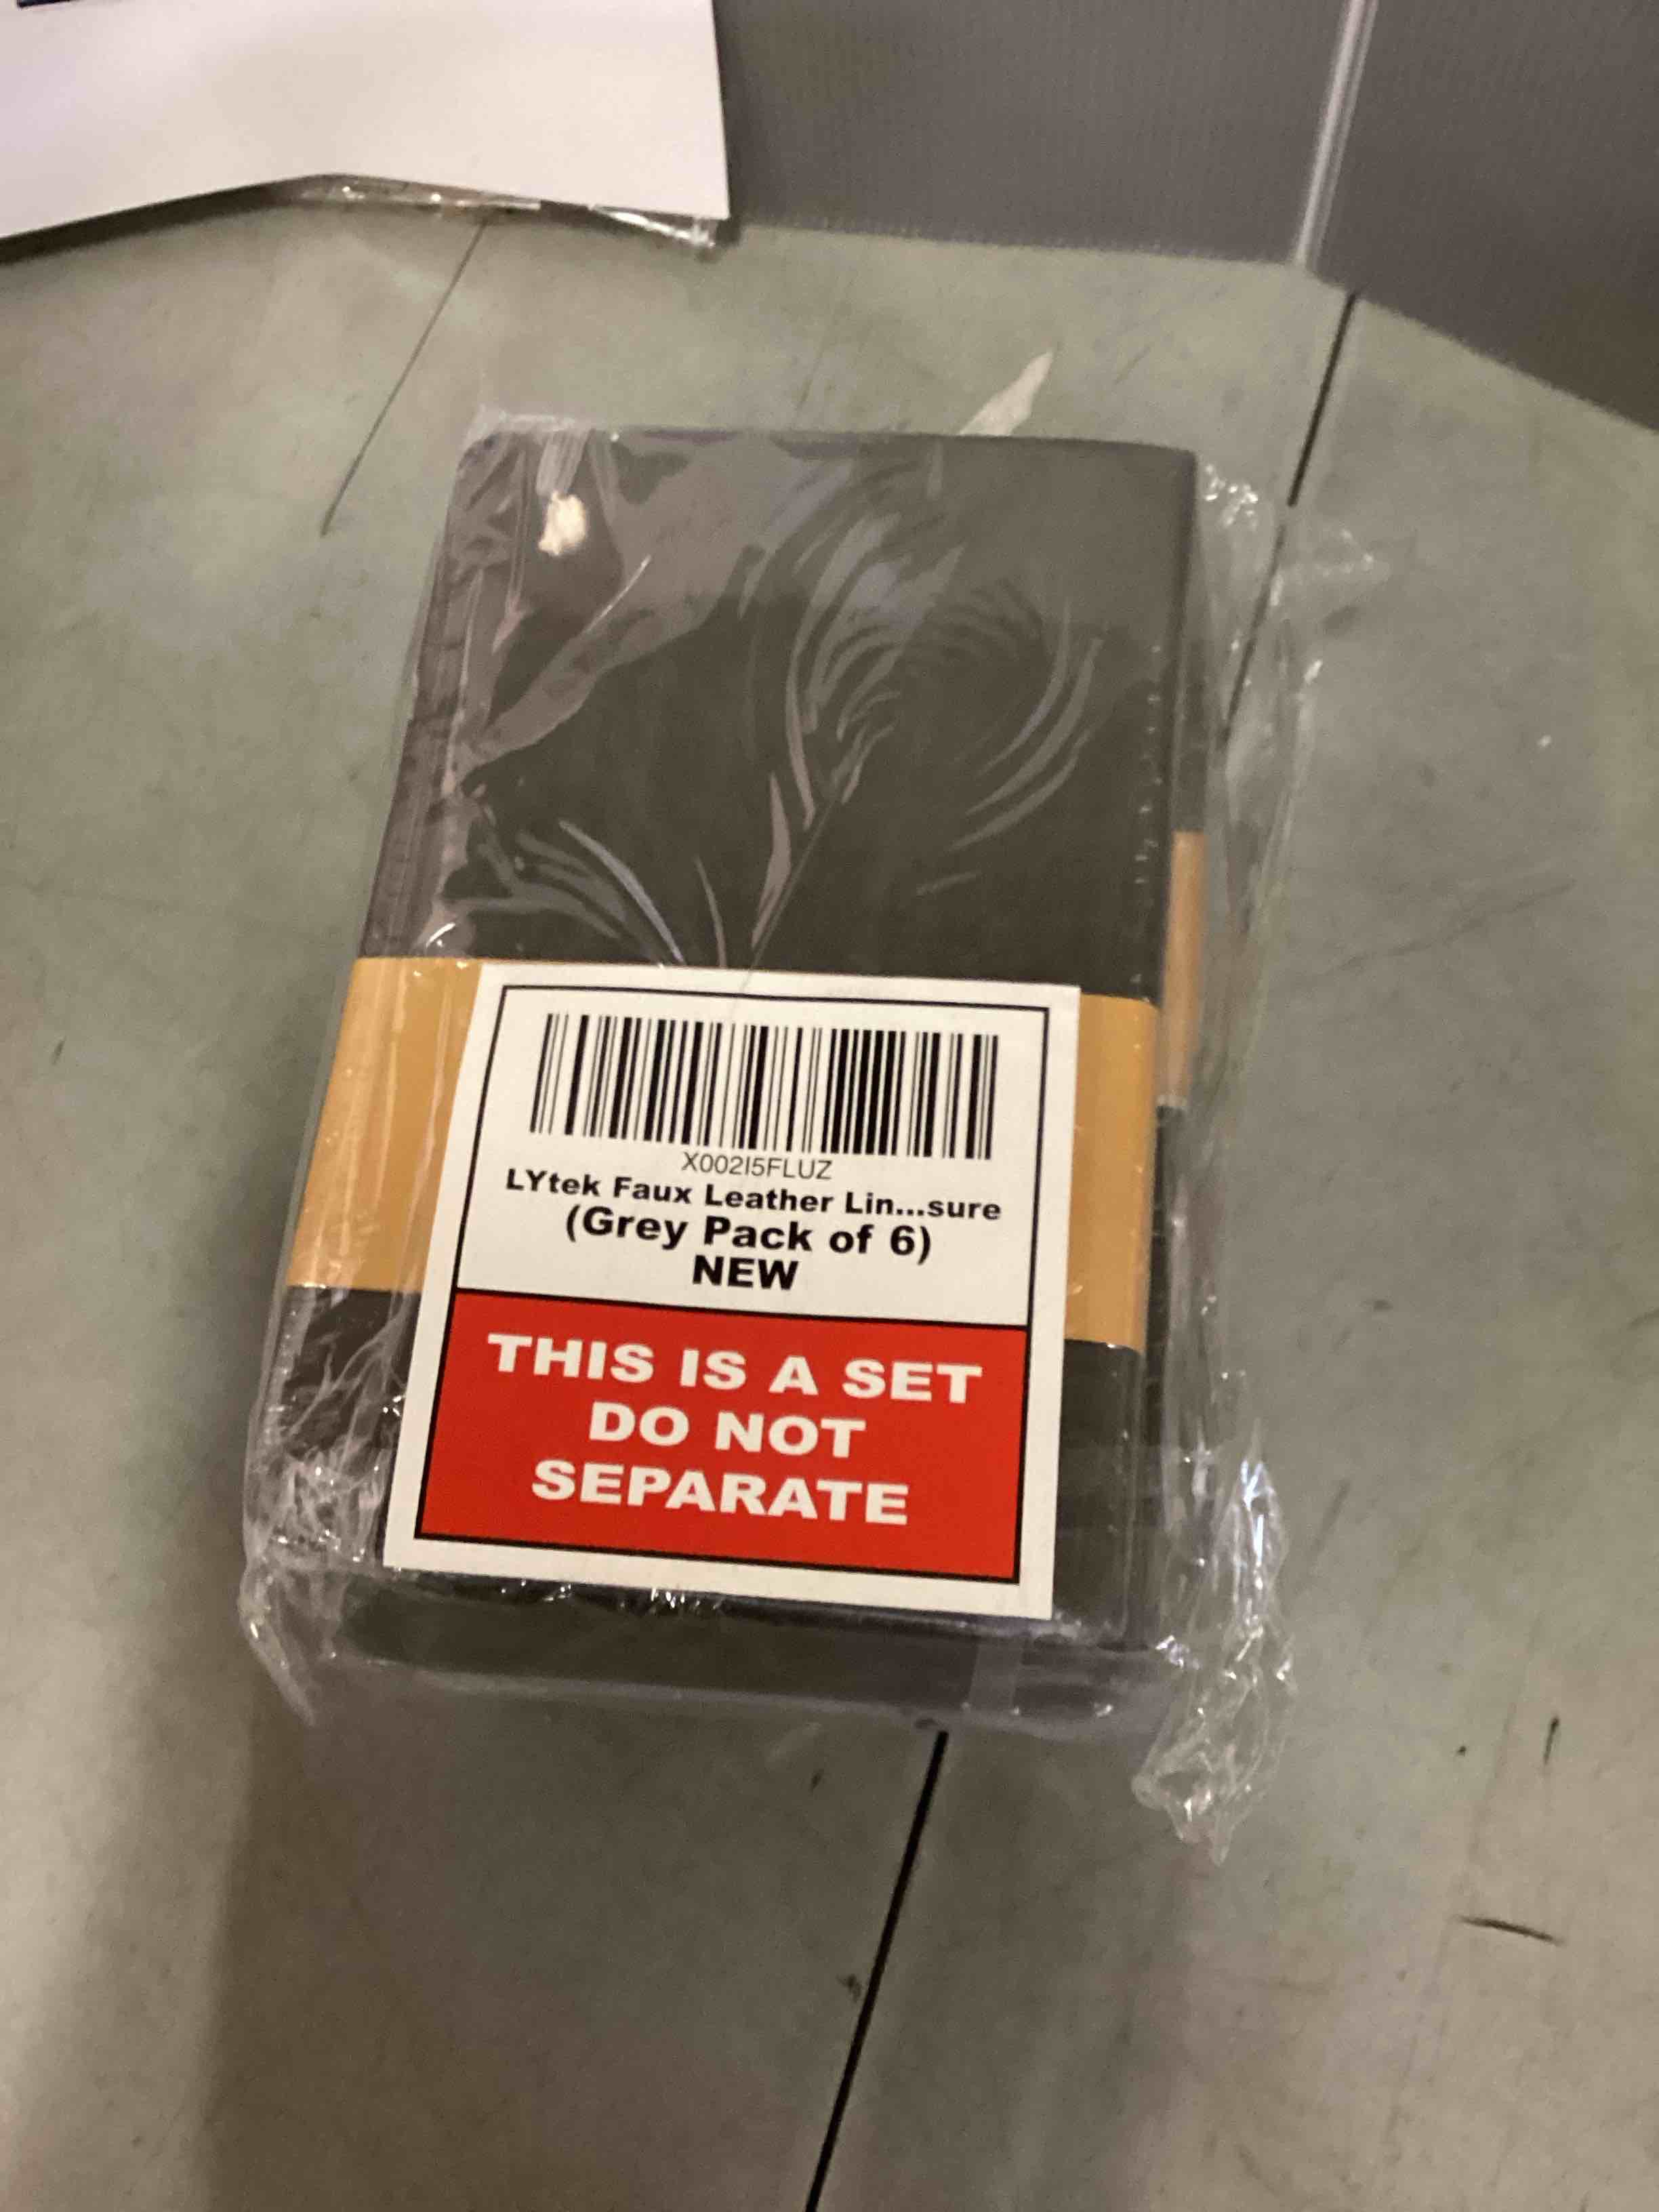 X002I5FLUZ
LYtek Faux Leather Lin...sure
(Grey Pack of 6)
NEW
THIS IS A SET
DO NOT
SEPARATE